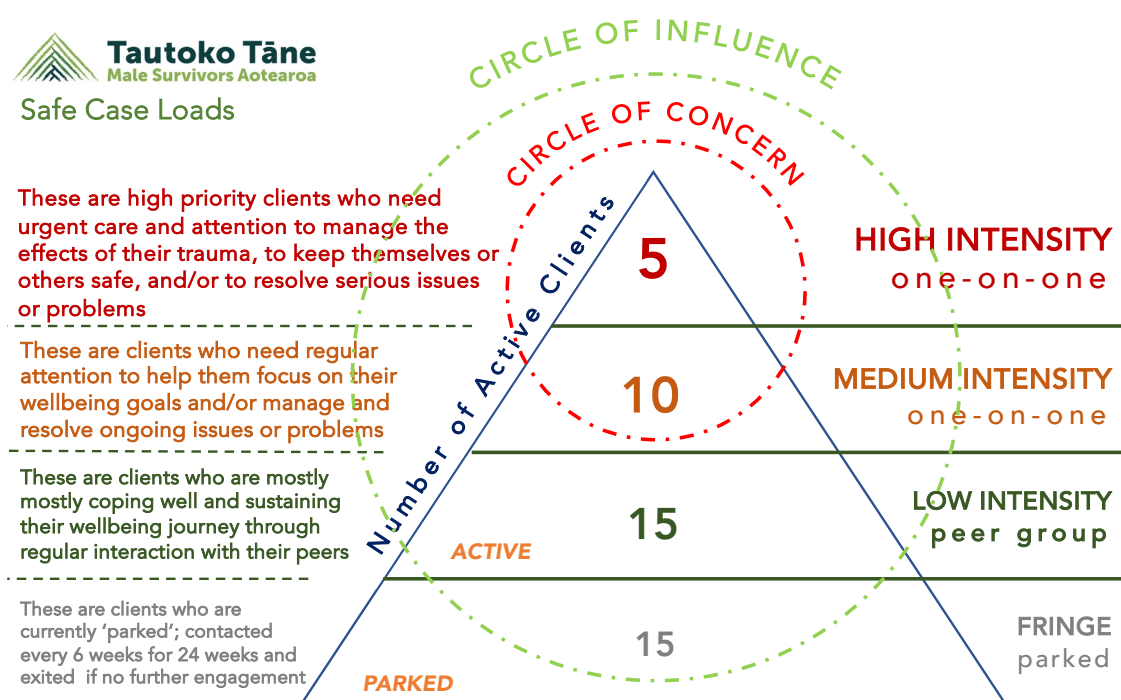 Tautoko Tāne
Male Survivors Aotearoa
Safe Case Loads
CIRCLE OF INFLUENCE
CIRCLE OF CONCERN
Number of Active Clients
These are high priority clients who need
urgent care and attention to manage the
effects of their trauma, to keep themselves or
others safe, and/or to resolve serious issues
or problems
5
HIGH INTENSITY
one-on-one
These are clients who need regular
attention to help them focus on their
wellbeing goals and/or manage and
resolve ongoing issues or problems
10
MEDIUM INTENSITY
one-on-one
These are clients who are mostly
mostly coping well and sustaining
their wellbeing journey through
regular interaction with their peers
ACTIVE
15
LOW INTENSITY
peer group
These are clients who are
currently ‘parked’; contacted
every 6 weeks for 24 weeks and
exited if no further engagement
PARKED
15
FRINGE
parked